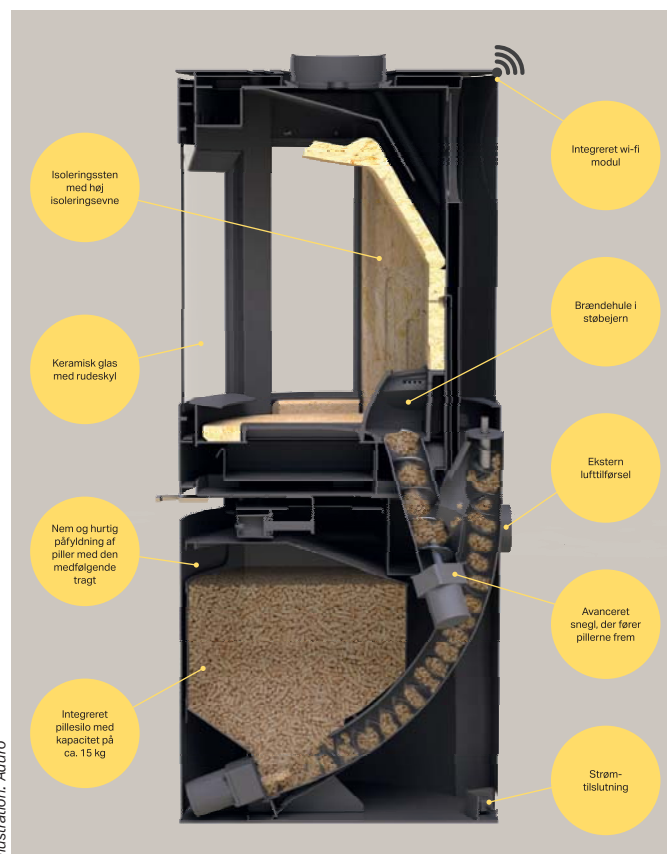 Isoleringssten
med høj
isoleringsevne
Keramisk glas
med rudeskyl
Nem og hurtig
påfyldning af
piller med den
medfølgende
tragt
Integreret
pillesilo med
kapacitet på
ca. 15 kg
Integreret wi-fi
modul
Brændehule i
støbejern
Ekstern
lufttilførsel
Avanceret
snegl, der fører
pillerne frem
Strøm-
tilslutning
Aduro